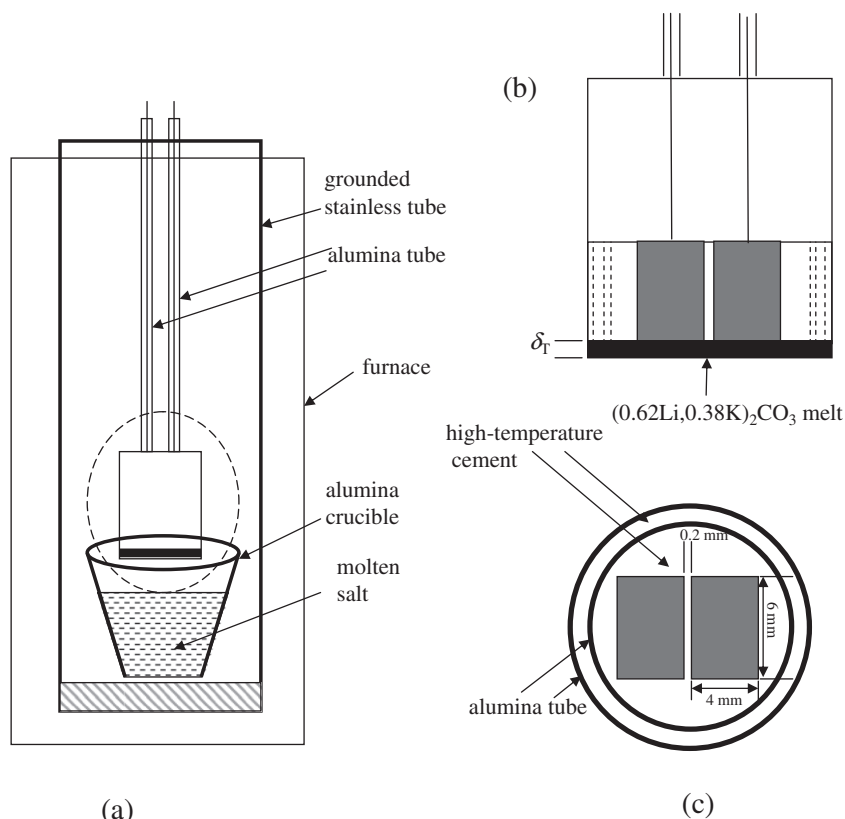 (b)
grounded
stainless tube
alumina tube
furnace
δT
(0.62Li,0.38K)2CO3 melt
high-temperature
cement
alumina
crucible
0.2 mm
molten
salt
6 mm
4 mm
alumina tube
(a)
(c)